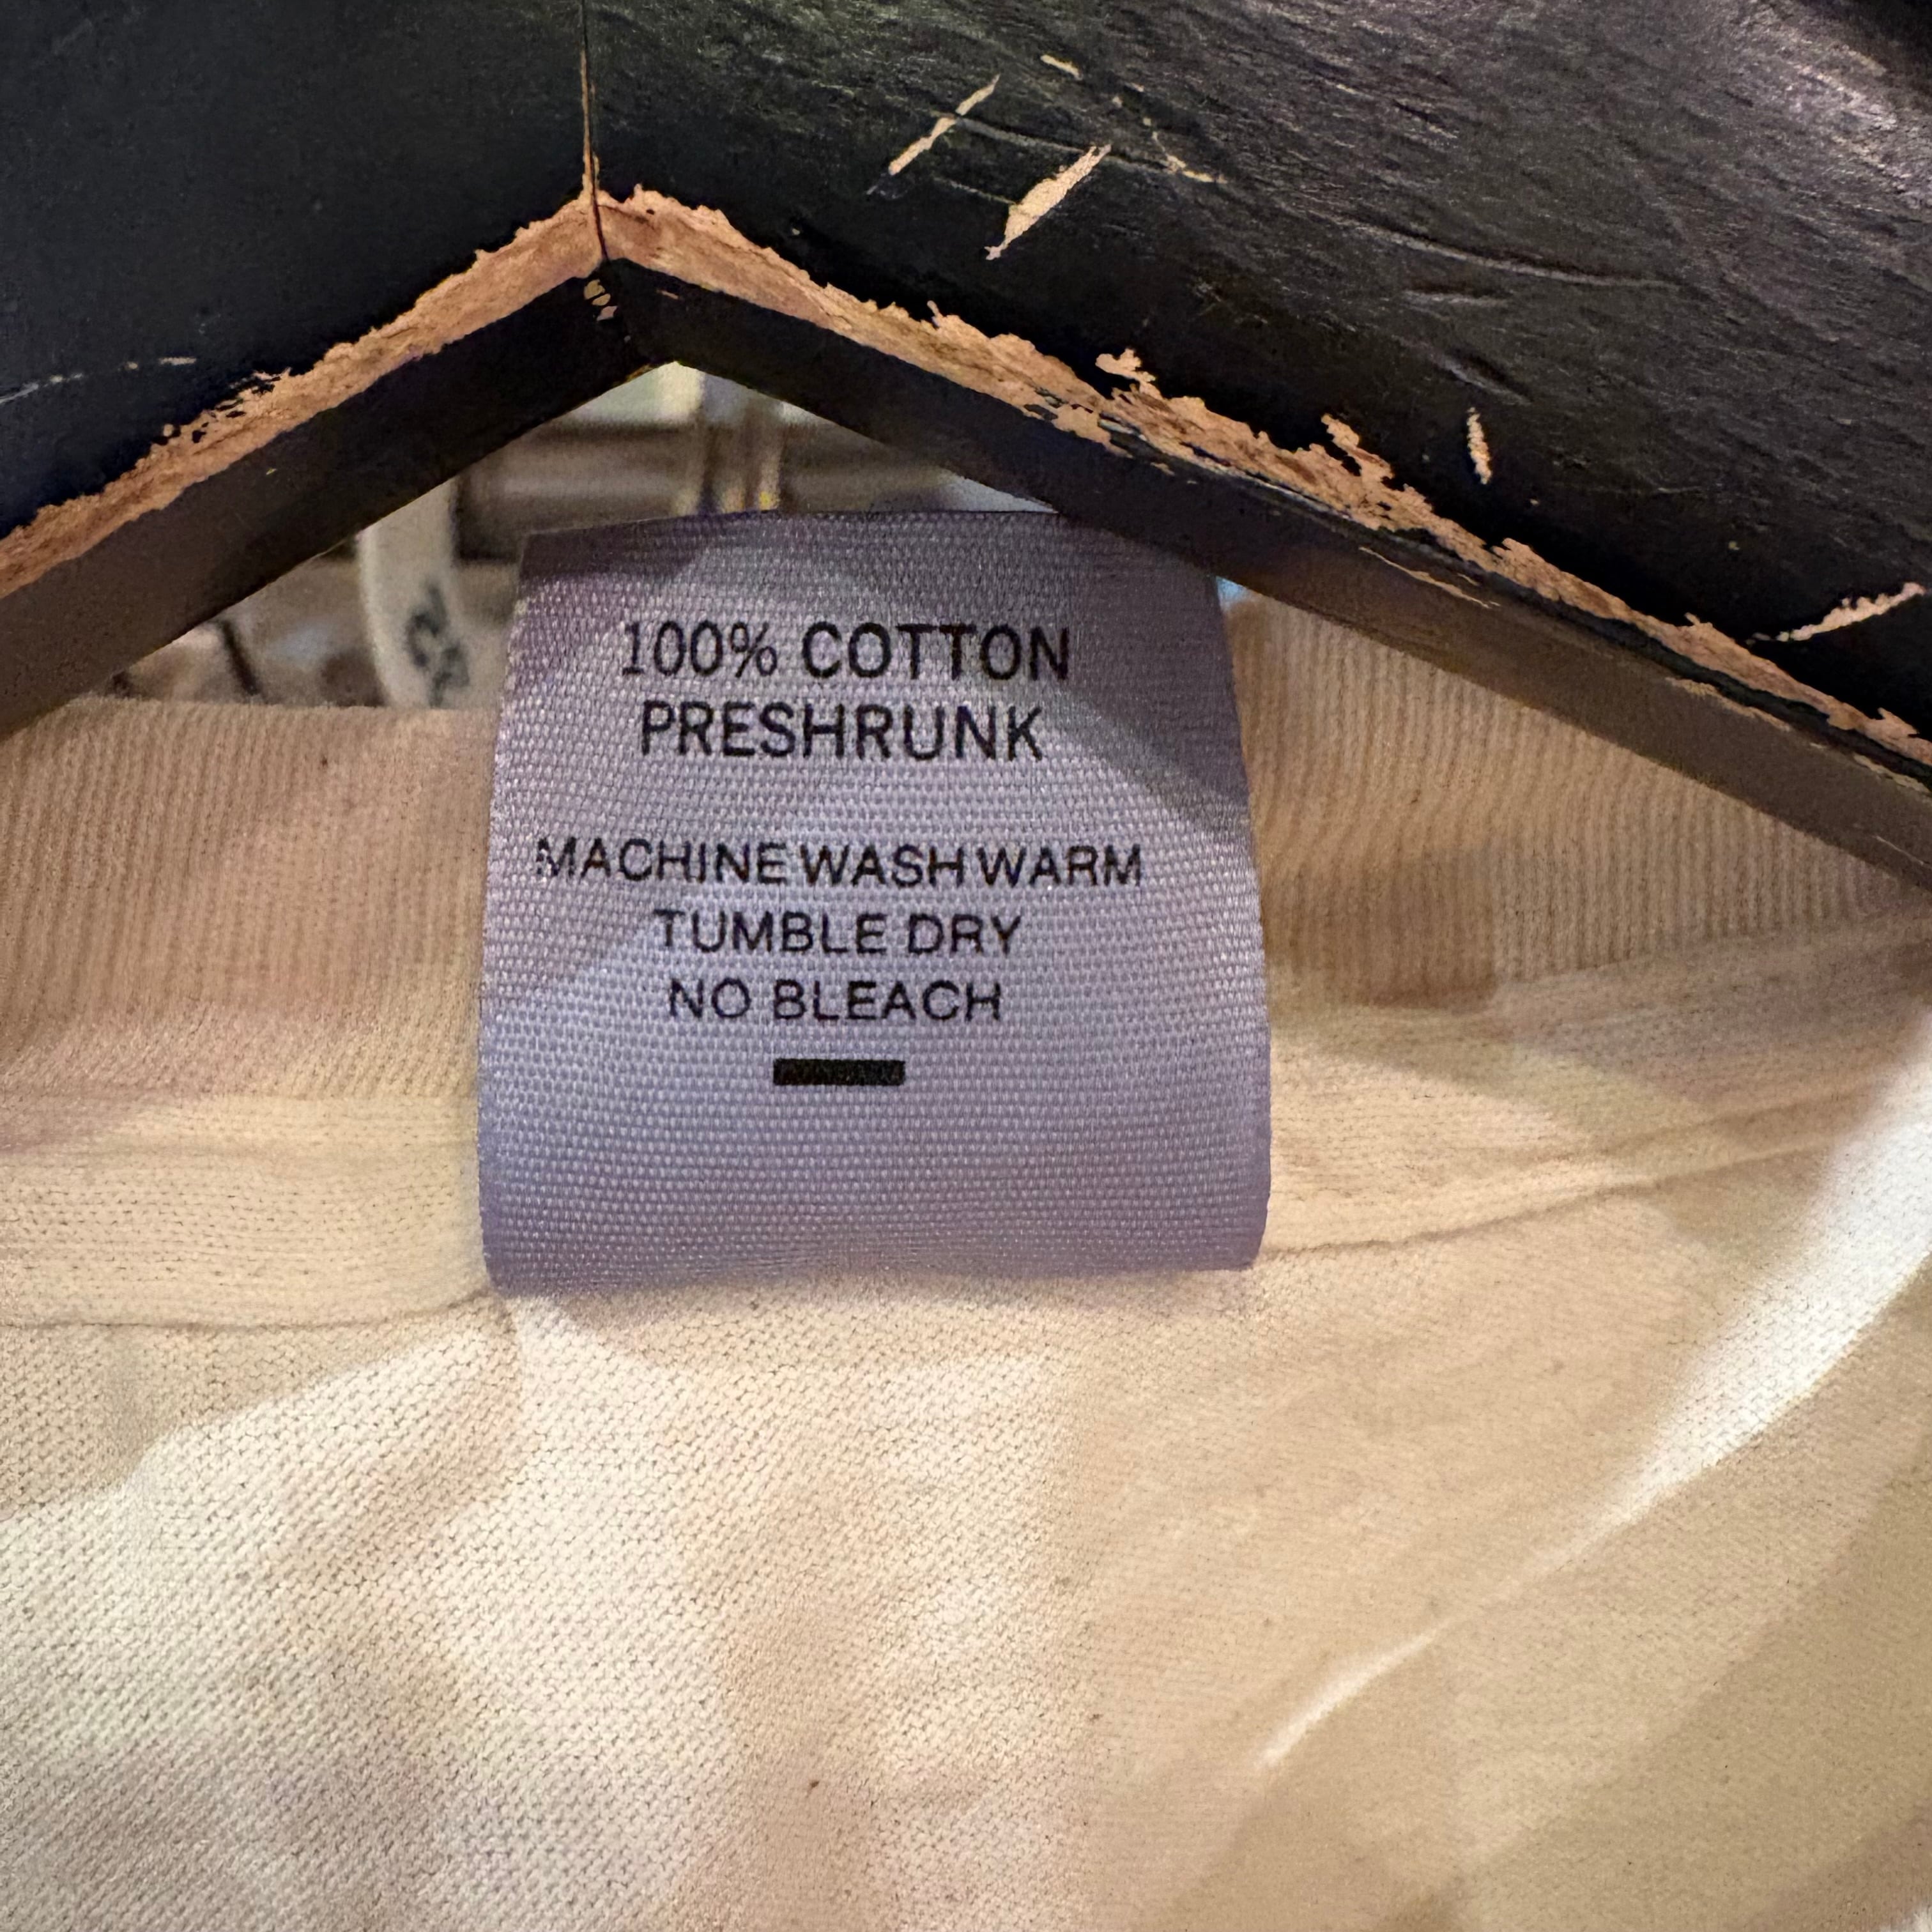 100% COTTON
PRESHRUNK
MACHINE WASH WARM
TUMBLE DRY
NO BLEACH